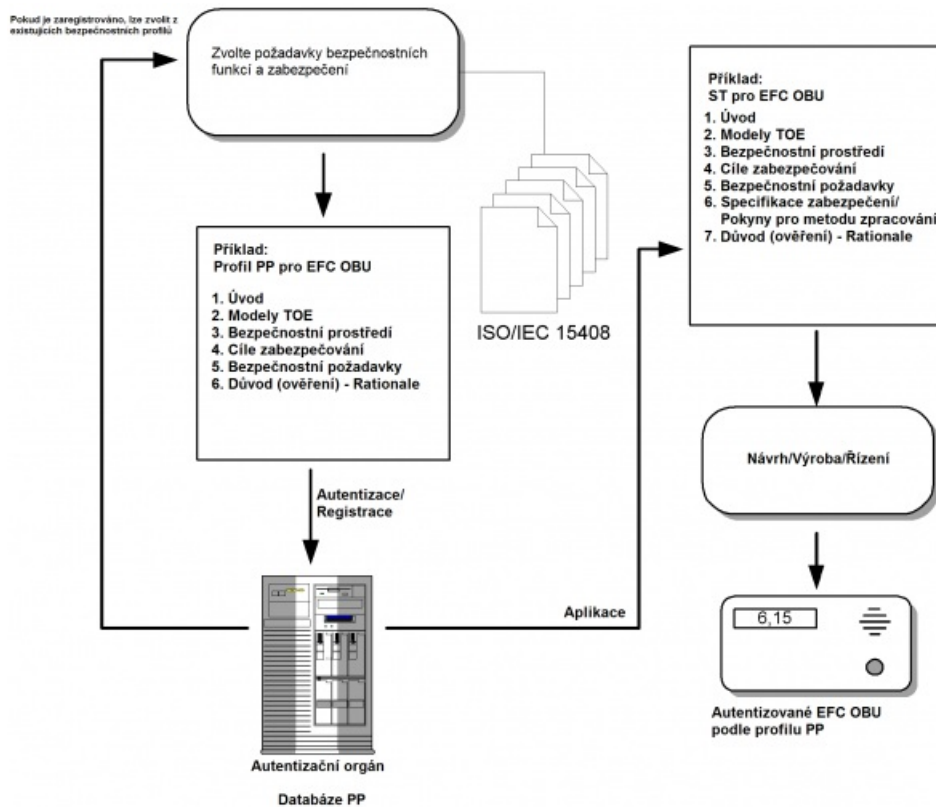 Pokud je zaregistrováno, lze zvolit z
existujících bezpečnostních profilů
Zvolte požadavky bezpečnostních
funkcí a zabezpečení
ISO/IEC 15408
Příklad:
Profil PP pro EFC OBU
1. Úvod
2. Modely TOE
3. Bezpečnostní prostředí
4. Cíle zabezpečování
5. Bezpečnostní požadavky
6. Důvod (ověření) - Rationale
Autentizace/
Registrace
Autentizační orgán
Databáze PP
Aplikace
Příklad:
ST pro EFC OBU
1. Úvod
2. Modely TOE
3. Bezpečnostní prostředí
4. Cíle zabezpečování
5. Bezpečnostní požadavky
6. Specifikace zabezpečení/
Pokyny pro metodu zpracování
7. Důvod (ověření) - Rationale
Návrh/Výroba/Řízení
6,15
Autentizované EFC OBU
podle profilu PP